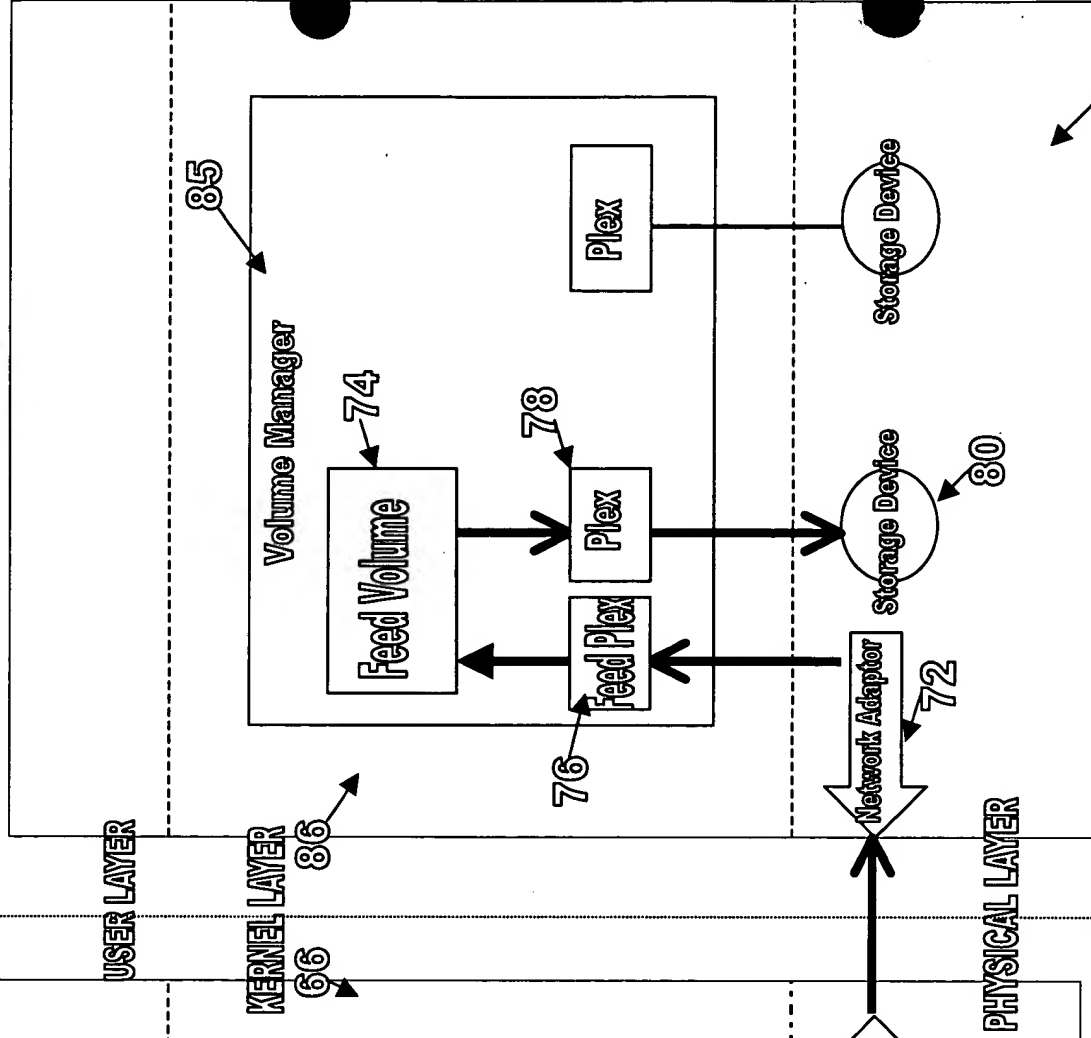 USER LAYER
KERNEL LAYER
66
86
85
Volume Manager
Feed Volume
74
76
Feed Plex
Plex
78
Plex
Network Adaptor
72
Storage Device
80
Storage Device
PHYSICAL LAYER